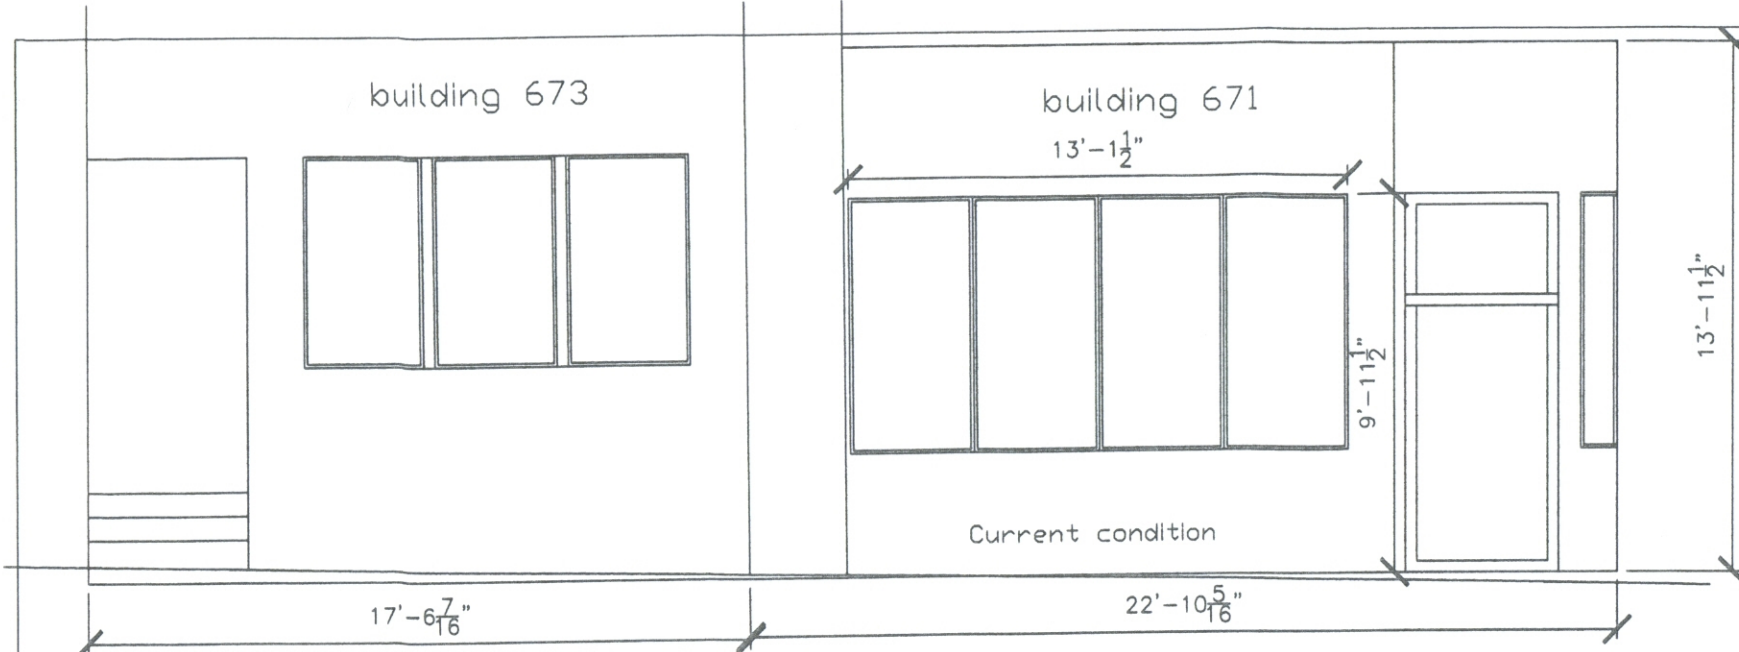 building 673
building 671
13'-1 1/2"
9'-11 1/2"
13'-11 1/2"
Current condition
17'-6 7/16"
22'-10 5/16"